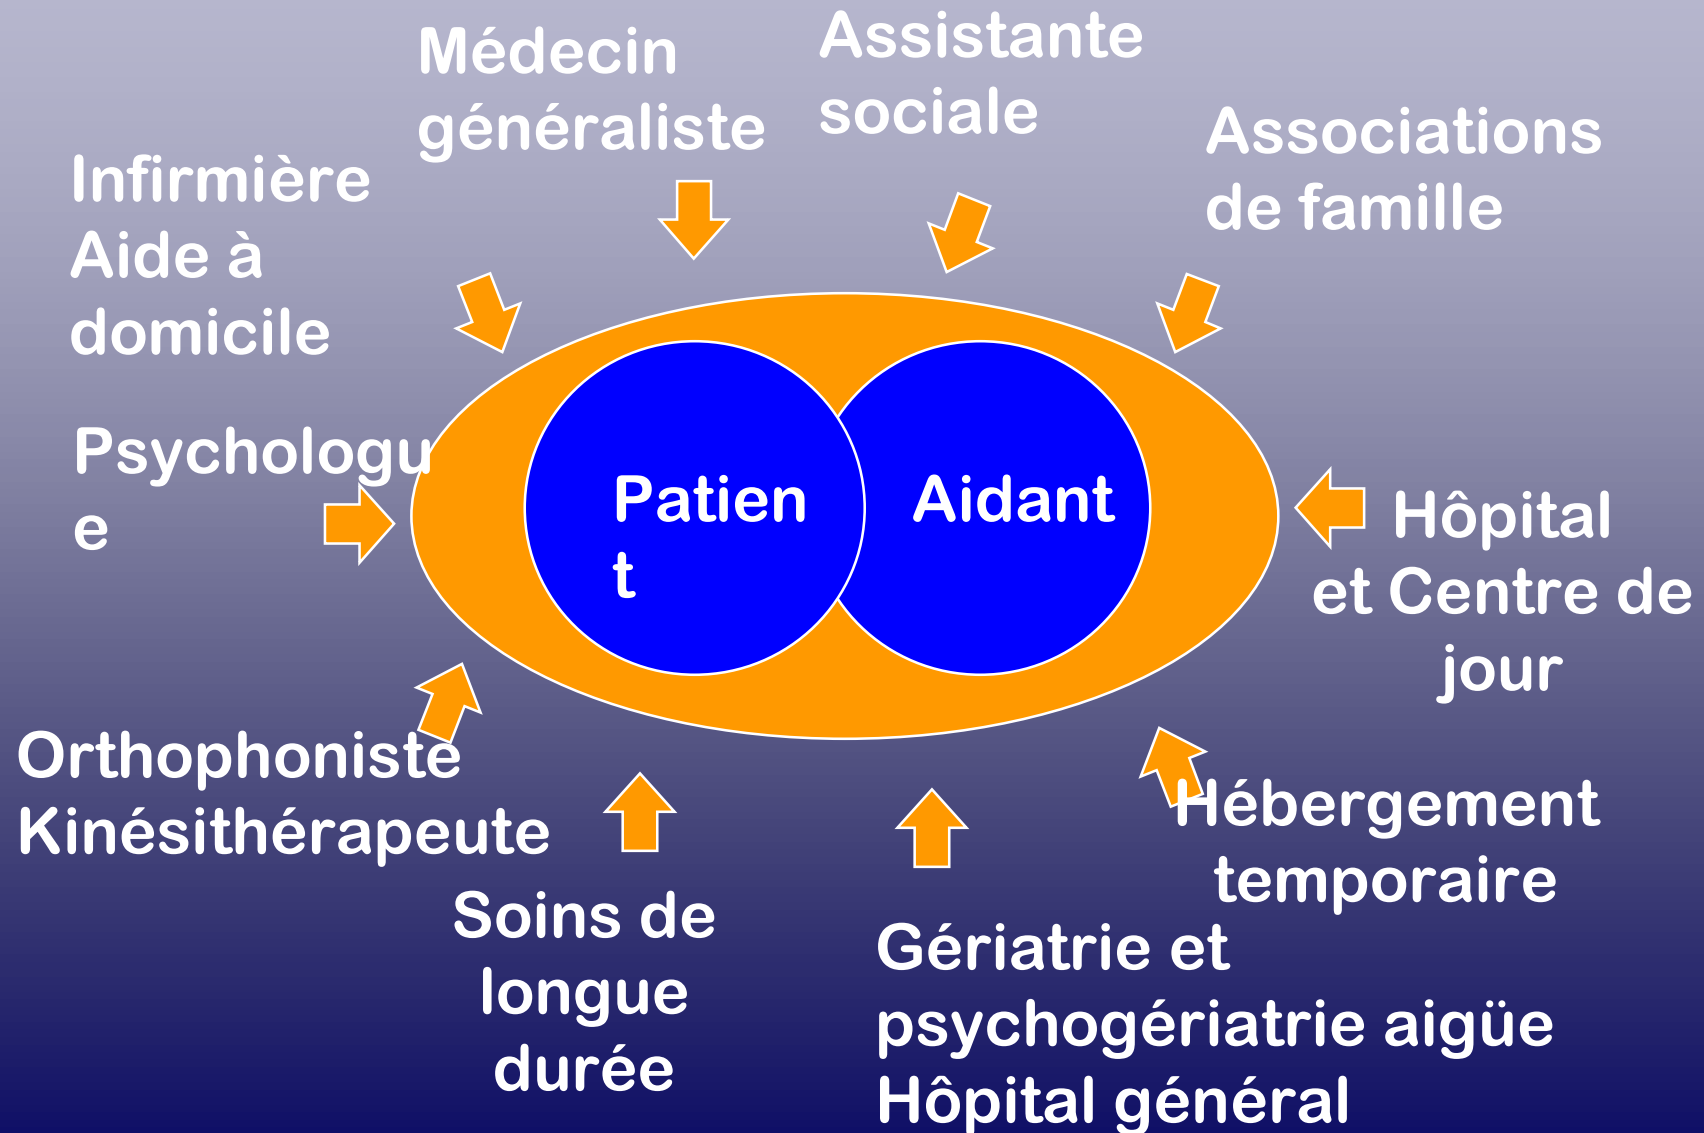 Médecin
généraliste
Assistante
sociale
Associations
de famille
Infirmière
Aide à
domicile
Psychologu
e
Patien
t
Aidant
Hôpital
et Centre de
jour
Orthophoniste
Kinésithérapeute
Hébergement
temporaire
Soins de
longue
durée
Gériatrie et
psychogériatrie aigüe
Hôpital général